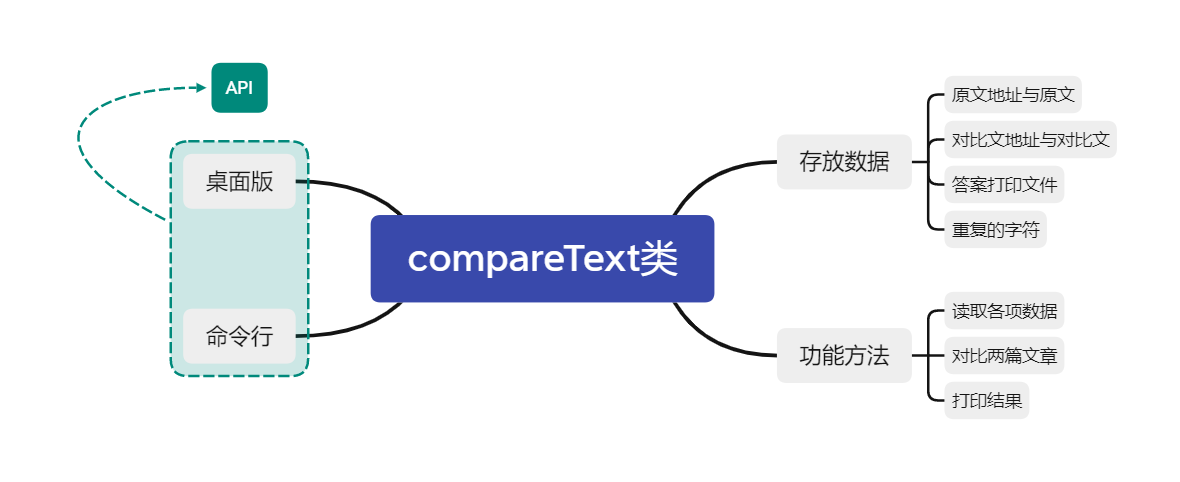 API
桌面版
命令行
compareText类
存放数据
原文地址与原文
对比文地址与对比文
答案打印文件
重复的字符
功能方法
读取各项数据
对比两篇文章
打印结果